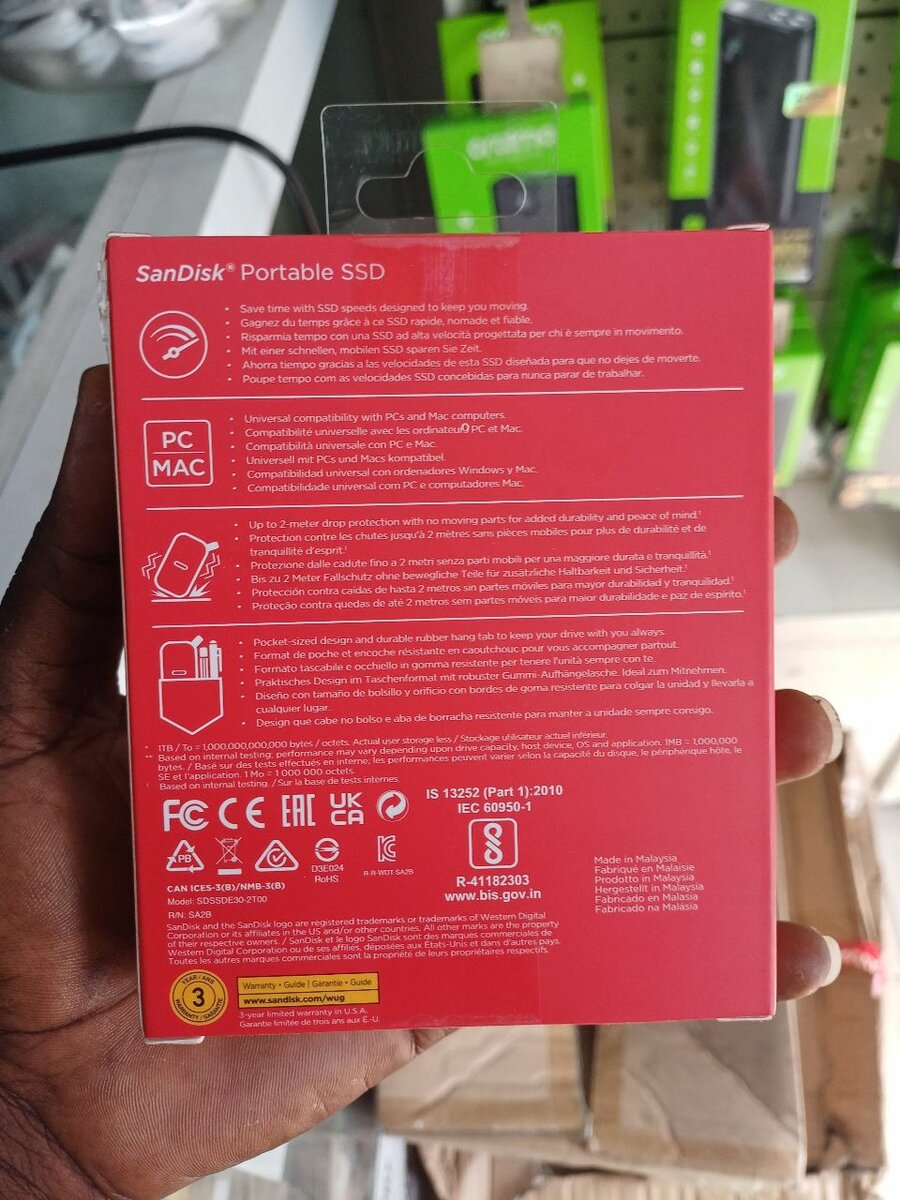 oraimo
SanDisk® Portable SSD
• Save time with SSD speeds designed to keep you moving.
• Gagnez du temps grâce à ce SSD rapide, nomade et fiable.
• Risparmia tempo con una SSD ad alta velocità progettata per chi è sempre in movimento.
• Mit einer schnellen, mobilen SSD sparen Sie Zeit.
• Ahorra tiempo gracias a las velocidades de esta SSD diseñada para que no dejes de moverte.
• Poupe tempo com as velocidades SSD concebidas para nunca parar de trabalhar.
PC
MAC
• Universal compatibility with PCs and Mac computers.
• Compatibilité universelle avec les ordinateurs PC et Mac.
• Compatibilità universale con PC e Mac.
• Universell mit PCs und Macs kompatibel.
• Compatibilidad universal con ordenadores Windows y Mac.
• Compatibilidade universal com PC e computadores Mac.
• Up to 2-meter drop protection with no moving parts for added durability and peace of mind.†
• Protection contre les chutes jusqu'à 2 mètres sans pièces mobiles pour plus de durabilité et de
tranquillité d'esprit.†
• Protezione dalle cadute fino a 2 metri senza parti mobili per una maggiore durata e tranquillità.†
• Bis zu 2 Meter Fallschutz ohne bewegliche Teile für zusätzliche Haltbarkeit und Sicherheit.†
• Protección contra caídas de hasta 2 metros sin partes móviles para mayor durabilidad y tranquilidad.†
• Proteção contra quedas de até 2 metros sem partes móveis para maior durabilidade e paz de espírito.†
• Pocket-sized design and durable rubber hang tab to keep your drive with you always.
• Format de poche et encoche résistante en caoutchouc pour vous accompagner partout.
• Formato tascabile e occhiello in gomma resistente per tenere l'unità sempre con te.
• Praktisches Design im Taschenformat mit robuster Gummi-Aufhängelasche. Ideal zum Mitnehmen.
• Diseño con tamaño de bolsillo y orificio con bordes de goma resistente para colgar la unidad y llevarla a
cualquier lugar.
• Design que cabe no bolso e aba de borracha resistente para manter a unidade sempre consigo.
* 1TB / To = 1,000,000,000,000 bytes / octets. Actual user storage less / Stockage utilisateur actuel inférieur.
** Based on internal testing; performance may vary depending upon drive capacity, host device, OS and application. 1MB = 1,000,000
bytes. / Basé sur des tests effectués en interne; les performances peuvent varier selon la capacité du disque, le périphérique hôte, le
SE et l'application. 1 Mo = 1 000 000 octets.
† Based on internal testing. / Sur la base de tests internes.
FC CE EAC UK CA
IS 13252 (Part 1):2010
IEC 60950-1
PB
D3E024
RoHS
R-R-WDT-SA2B
R-41182303
www.bis.gov.in
CAN ICES-3(B)/NMB-3(B)
Model: SDSSDE30-2T00
R/N: SA2B
Made in Malaysia
Fabriqué en Malaisie
Prodotto in Malaysia
Hergestellt in Malaysia
Fabricado en Malasia
Fabricado na Malásia
SanDisk and the SanDisk logo are registered trademarks or trademarks of Western Digital
Corporation or its affiliates in the US and/or other countries. All other marks are the property
of their respective owners. / SanDisk et le logo SanDisk sont des marques commerciales de
Western Digital Corporation ou de ses affiliés, déposées aux États-Unis et dans d'autres pays.
Toutes les autres marques commerciales sont la propriété de leurs propriétaires respectifs.
YEAR / ANS
3
WARRANTY / GARANTIE
Warranty • Guide | Garantie • Guide
www.sandisk.com/wug
3-year limited warranty in U.S.A.
Garantie limitée de trois ans aux É.-U.